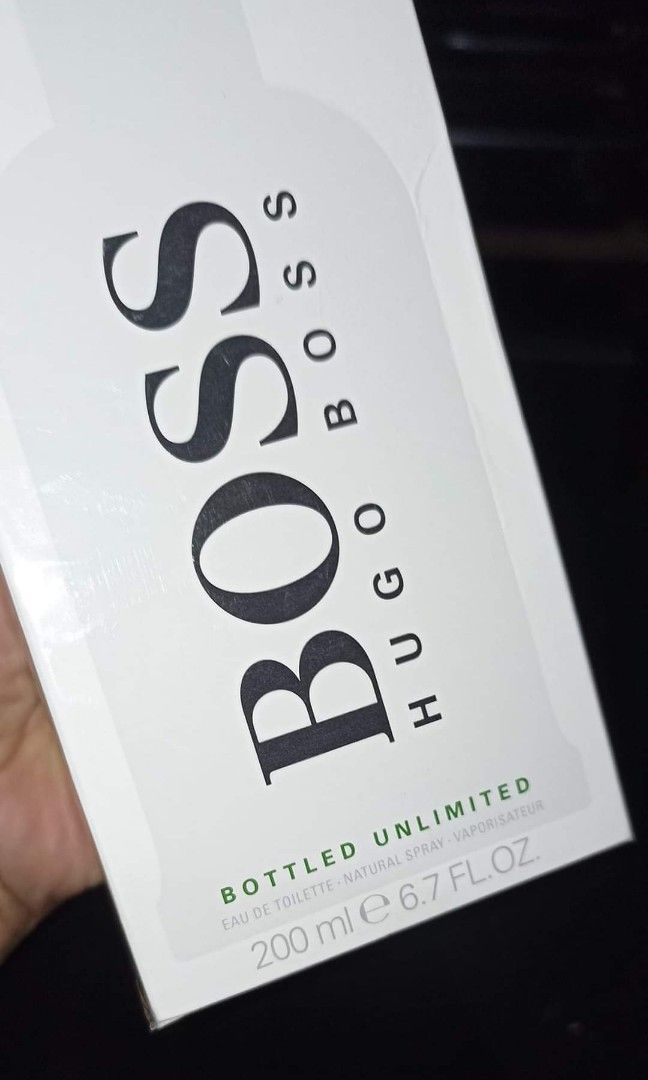 BOSS
HUGO BOSS
BOTTLED UNLIMITED
EAU DE TOILETTE · NATURAL SPRAY · VAPORISATEUR
200 ml ℮ 6.7 FL.OZ.